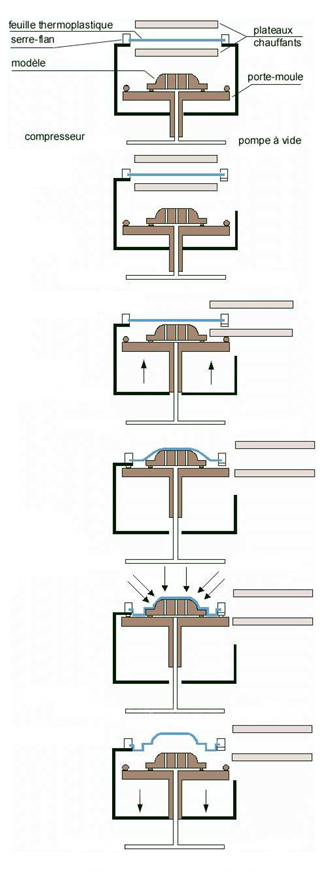 feuille thermoplastique
plateaux
chauffants
serre-flan
modèle
porte-moule
compresseur
pompe à vide